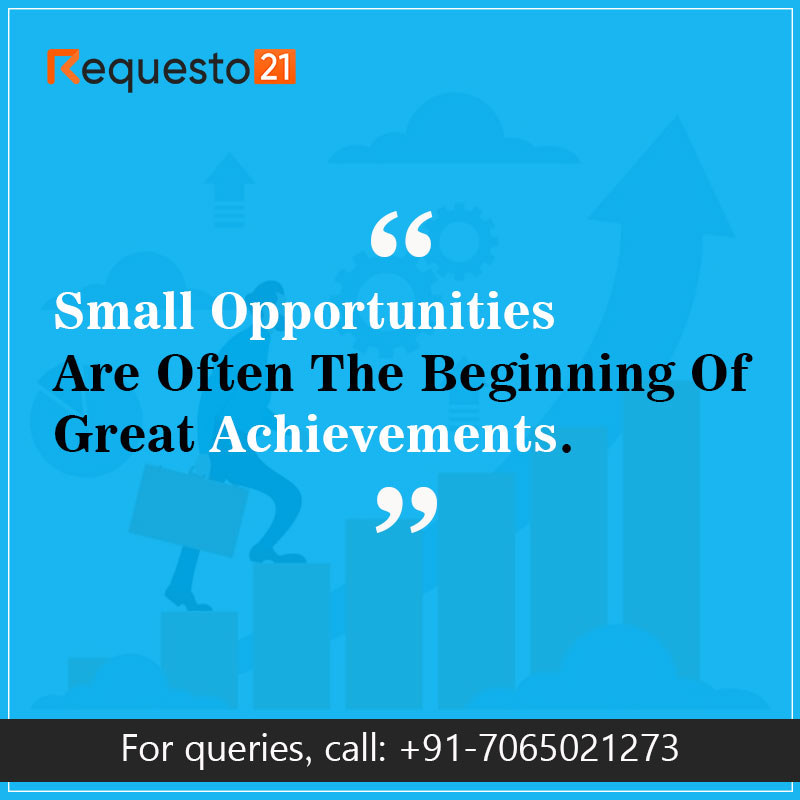 Requesto 21
“
Small Opportunities
Are Often The Beginning Of
Great Achievements.
”
For queries, call: +91-7065021273